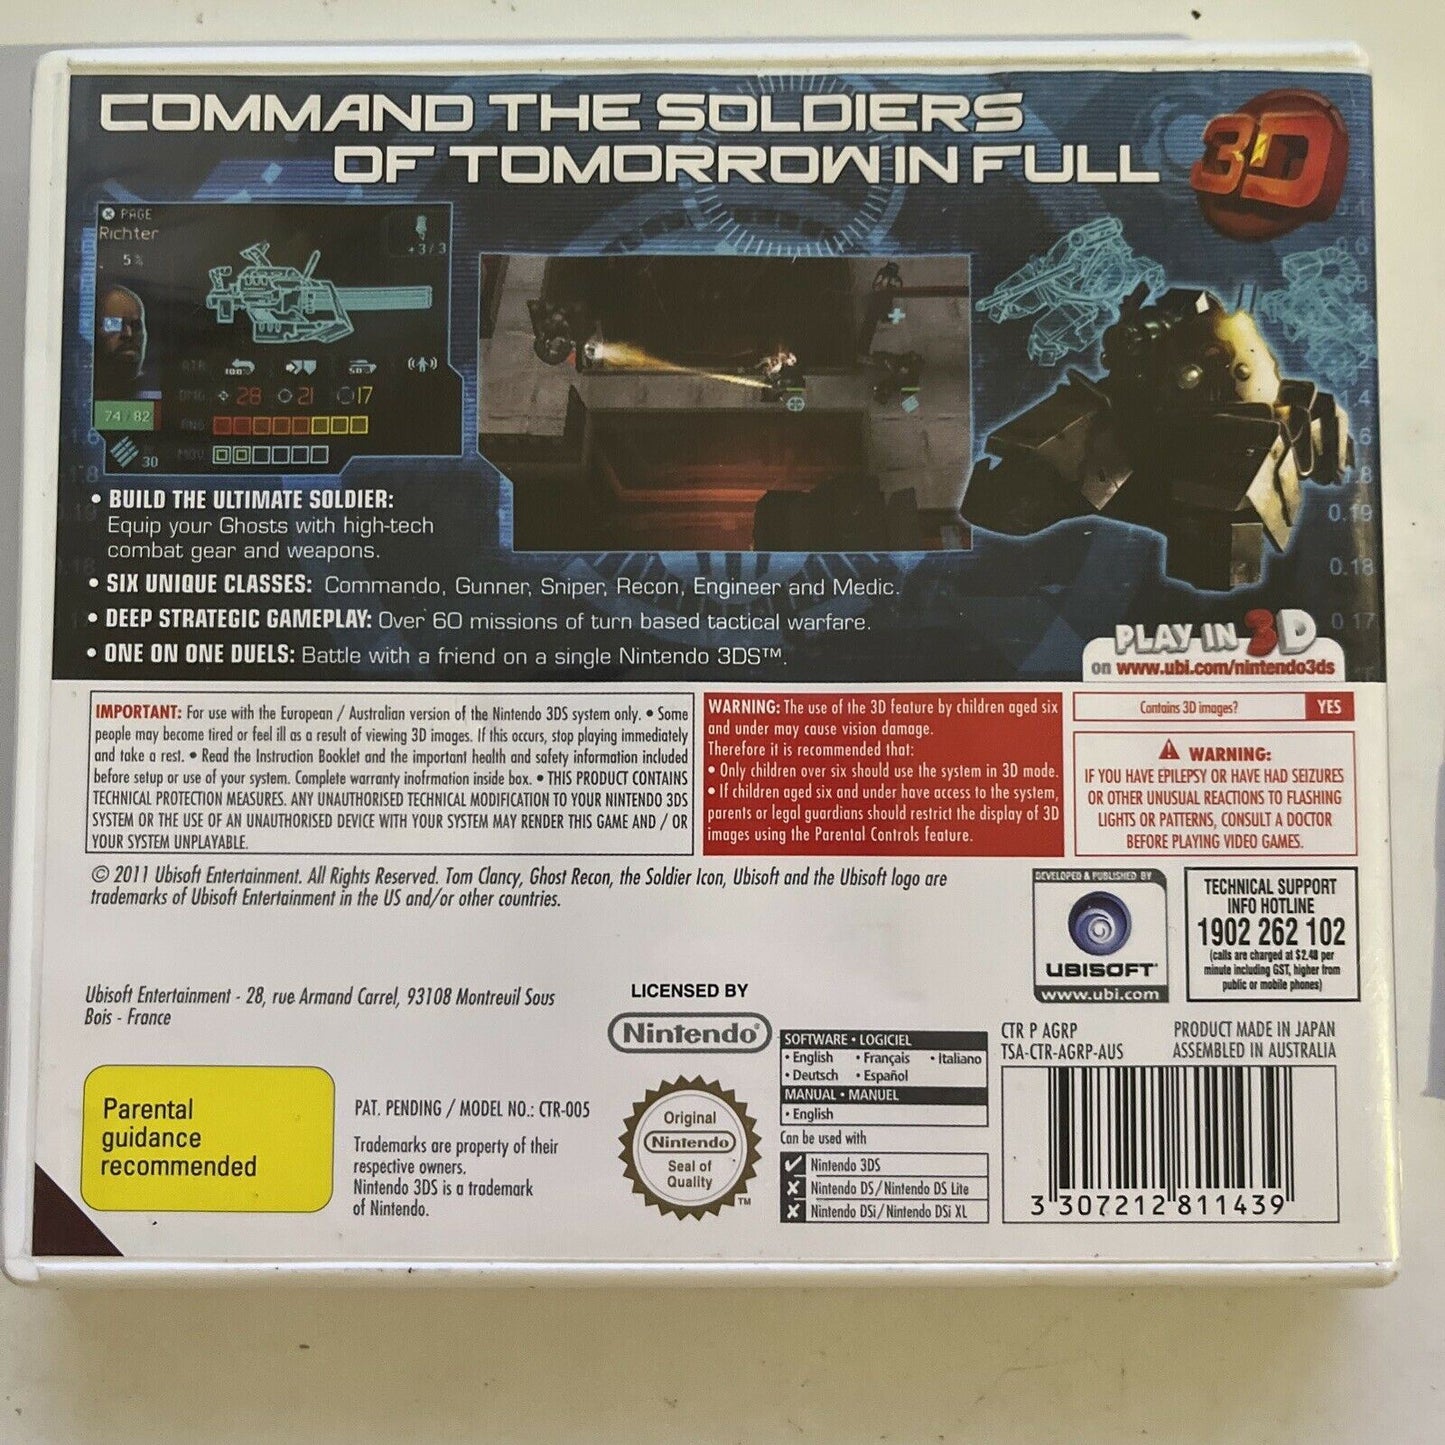 COMMAND THE SOLDIERS
OF TOMORROW IN FULL
3D
PAGE
Richter
5%
+3/3
ATR
100
50
DMG 28 21 17
RNG
MOV
74/82
30
• BUILD THE ULTIMATE SOLDIER:
Equip your Ghosts with high-tech
combat gear and weapons.
• SIX UNIQUE CLASSES: Commando, Gunner, Sniper, Recon, Engineer and Medic.
• DEEP STRATEGIC GAMEPLAY: Over 60 missions of turn based tactical warfare.
• ONE ON ONE DUELS: Battle with a friend on a single Nintendo 3DS™.
0.19
0.18
0.17
PLAY IN 3D
on www.ubi.com/nintendo3ds
IMPORTANT: For use with the European / Australian version of the Nintendo 3DS system only. • Some
people may become tired or feel ill as a result of viewing 3D images. If this occurs, stop playing immediately
and take a rest. • Read the Instruction Booklet and the important health and safety information included
before setup or use of your system. Complete warranty inofrmation inside box. • THIS PRODUCT CONTAINS
TECHNICAL PROTECTION MEASURES. ANY UNAUTHORISED TECHNICAL MODIFICATION TO YOUR NINTENDO 3DS
SYSTEM OR THE USE OF AN UNAUTHORISED DEVICE WITH YOUR SYSTEM MAY RENDER THIS GAME AND / OR
YOUR SYSTEM UNPLAYABLE.
WARNING: The use of the 3D feature by children aged six
and under may cause vision damage.
Therefore it is recommended that:
• Only children over six should use the system in 3D mode.
• If children aged six and under have access to the system,
parents or legal guardians should restrict the display of 3D
images using the Parental Controls feature.
Contains 3D images? YES
WARNING:
IF YOU HAVE EPILEPSY OR HAVE HAD SEIZURES
OR OTHER UNUSUAL REACTIONS TO FLASHING
LIGHTS OR PATTERNS, CONSULT A DOCTOR
BEFORE PLAYING VIDEO GAMES.
© 2011 Ubisoft Entertainment. All Rights Reserved. Tom Clancy, Ghost Recon, the Soldier Icon, Ubisoft and the Ubisoft logo are
trademarks of Ubisoft Entertainment in the US and/or other countries.
DEVELOPED & PUBLISHED BY
UBISOFT
www.ubi.com
TECHNICAL SUPPORT
INFO HOTLINE
1902 262 102
(calls are charged at $2.48 per
minute including GST, higher from
public or mobile phones)
Ubisoft Entertainment - 28, rue Armand Carrel, 93108 Montreuil Sous
Bois - France
LICENSED BY
Nintendo®
Parental
guidance
recommended
PAT. PENDING / MODEL NO.: CTR-005
Trademarks are property of their
respective owners.
Nintendo 3DS is a trademark
of Nintendo.
Original
Nintendo
Seal of
Quality
TM
SOFTWARE • LOGICIEL
• English • Français • Italiano
• Deutsch • Español
MANUAL • MANUEL
• English
Can be used with
Nintendo 3DS
Nintendo DS/Nintendo DS Lite
Nintendo DSi/Nintendo DSi XL
CTR P AGRP
TSA-CTR-AGRP-AUS
PRODUCT MADE IN JAPAN
ASSEMBLED IN AUSTRALIA
3 307212 811439